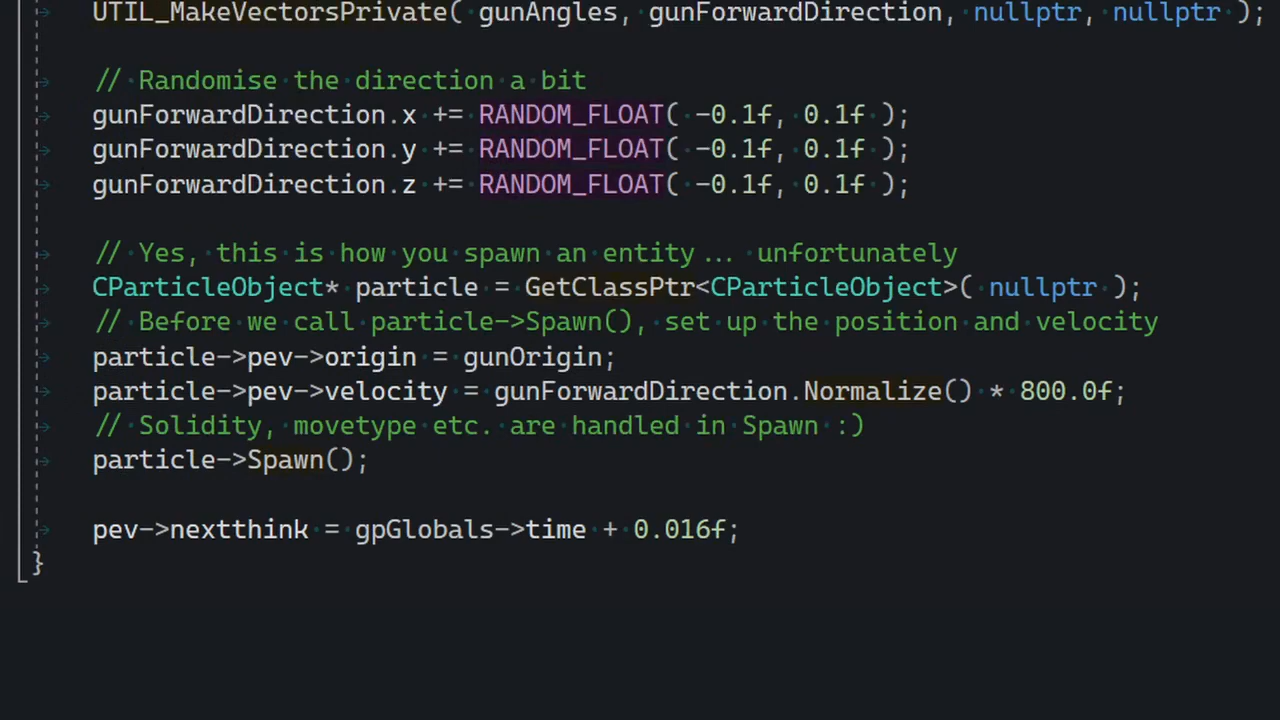 UTIL_MakeVectorsPrivate( gunAngles, gunForwardDirection, nullptr, nullptr );
// Randomise the direction a bit
gunForwardDirection.x += RANDOM_FLOAT( -0.1f, 0.1f );
gunForwardDirection.y += RANDOM_FLOAT( -0.1f, 0.1f );
gunForwardDirection.z += RANDOM_FLOAT( -0.1f, 0.1f );
// Yes, this is how you spawn an entity... unfortunately
CParticleObject* particle = GetClassPtr<CParticleObject>( nullptr );
// Before we call particle->Spawn(), set up the position and velocity
particle->pev->origin = gunOrigin;
particle->pev->velocity = gunForwardDirection.Normalize() * 800.0f;
// Solidity, movetype etc. are handled in Spawn :)
particle->Spawn();
pev->nextthink = gpGlobals->time + 0.016f;
}